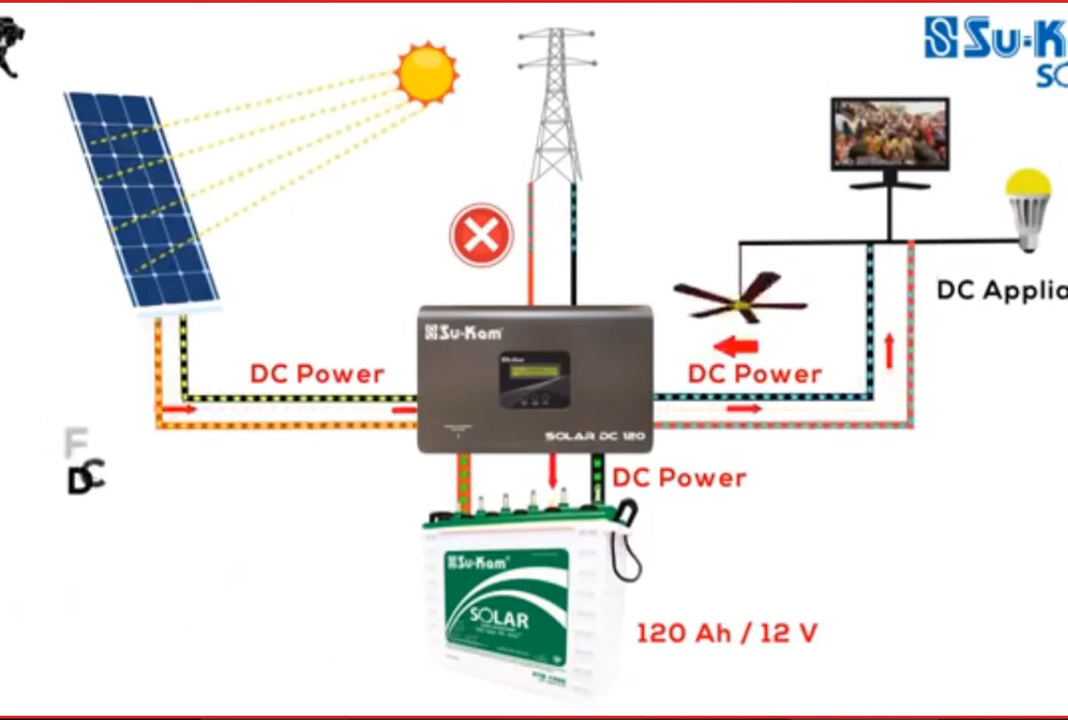 Su-K
SO
DC Applia
Su-Kam
DC Power
DC Power
SOLAR DC 120
DC Power
F
DC
Su-Kam
SOLAR
120 Ah / 12 V